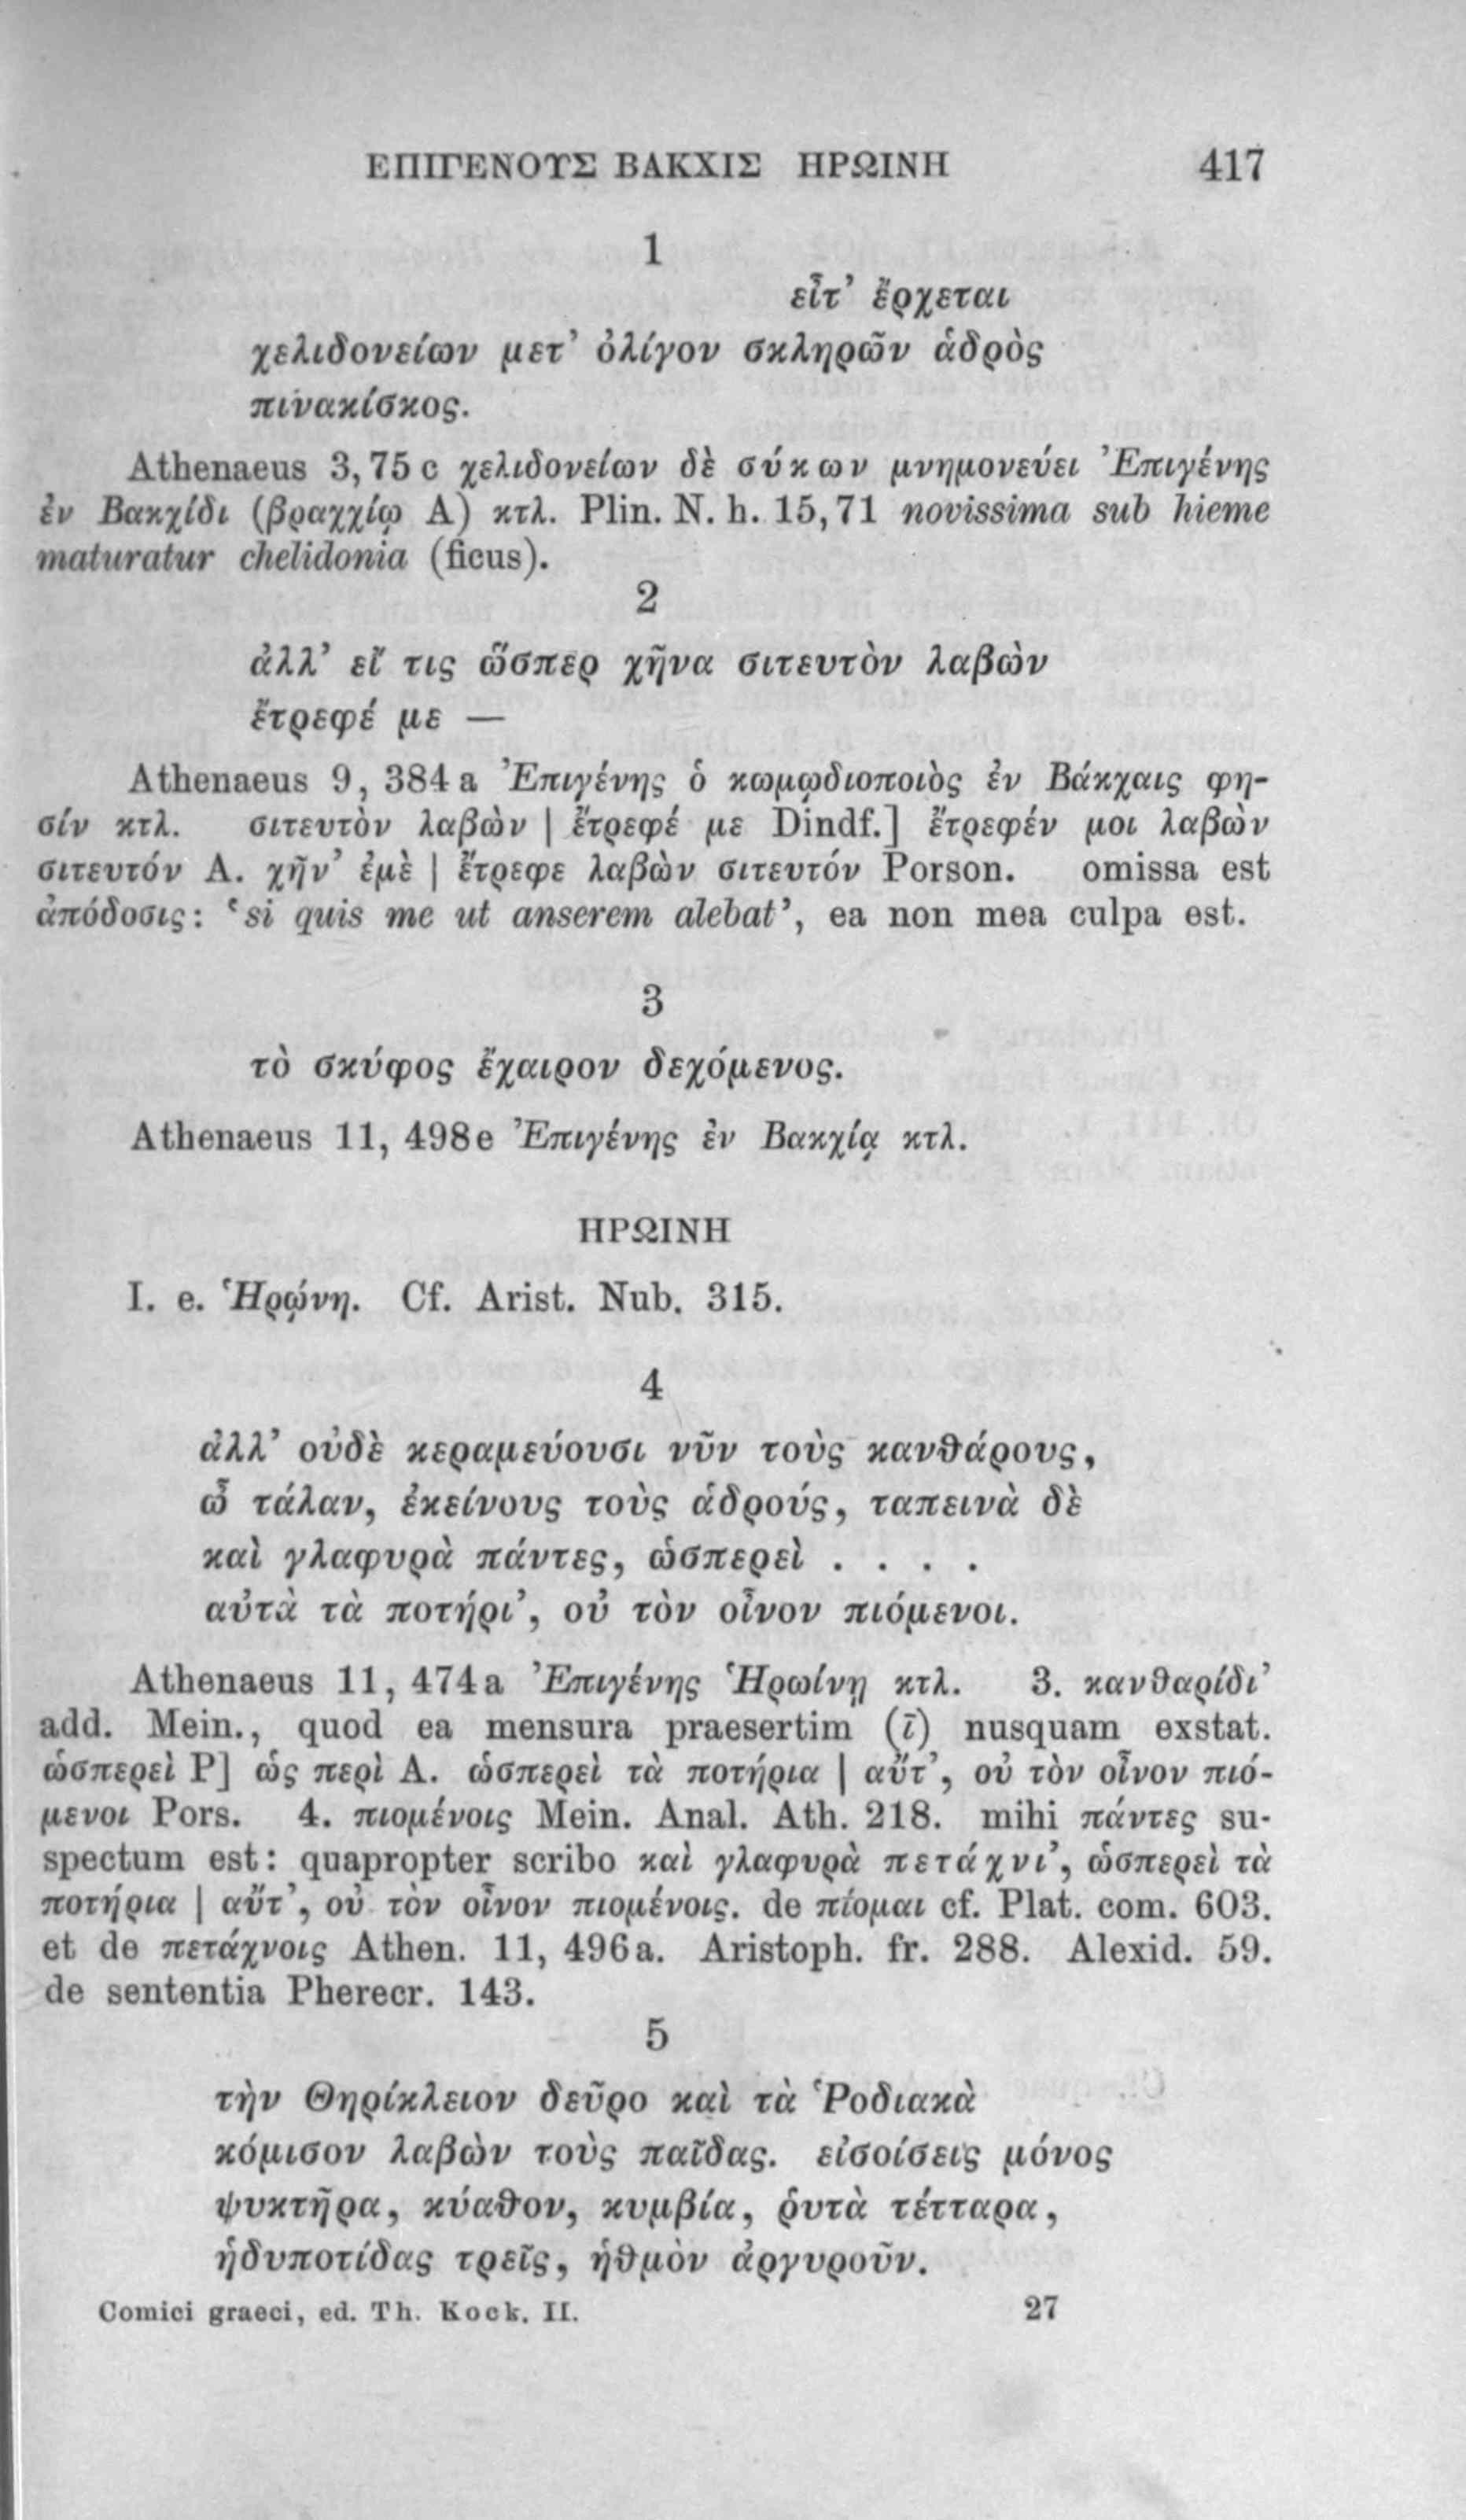 ΕΠΙΓΕΝΟΥΣ ΒΑΚΧΙΣ ΗΡΩΙΝΗ 417
1
εἶτ’ ἔρχεται
χελιδονείων μετ’ ὀλίγον σκληρῶν ἁδρὸς
πινακίσκος.
Athenaeus 3, 75 c χελιδονείων δὲ σύκων μνημονεύει Ἐπιγένης
ἐν Βακχίδι (βραχχίῳ A) κτλ. Plin. N. h. 15,71 novissima sub hieme
maturatur chelidonia (ficus).
2
ἀλλ’ εἴ τις ὥσπερ χῆνα σιτευτὸν λαβὼν
ἔτρεφέ με —
Athenaeus 9, 384 a Ἐπιγένης ὁ κωμῳδιοποιὸς ἐν Βάκχαις φη-
σίν κτλ. σιτευτὸν λαβὼν | ἔτρεφέ με Dindf.] ἔτρεφέν μοι λαβὼν
σιτευτόν A. χῆν’ ἐμὲ | ἔτρεφε λαβὼν σιτευτόν Porson. omissa est
ἀπόδοσις: ‘si quis me ut anserem alebat’, ea non mea culpa est.
3
τὸ σκύφος ἔχαιρον δεχόμενος.
Athenaeus 11, 498 e Ἐπιγένης ἐν Βακχίᾳ κτλ.
ΗΡΩΙΝΗ
I. e. Ἡρῴνη. Cf. Arist. Nub. 315.
4
ἀλλ’ οὐδὲ κεραμεύουσι νῦν τοὺς κανθάρους,
ὦ τάλαν, ἐκείνους τοὺς ἁδρούς, ταπεινὰ δὲ
καὶ γλαφυρὰ πάντες, ὡσπερεὶ . . . .
αὐτὰ τὰ ποτήρι’, οὐ τὸν οἶνον πιόμενοι.
Athenaeus 11, 474 a Ἐπιγένης Ἡρωίνῃ κτλ. 3. κανθαρίδι’
add. Mein., quod ea mensura praesertim (ῑ) nusquam exstat.
ὡσπερεὶ P] ὡς περὶ A. ὡσπερεὶ τὰ ποτήρια | αὔτ’, οὐ τὸν οἶνον πιό-
μενοι Pors. 4. πιομένοις Mein. Anal. Ath. 218. mihi πάντες su-
spectum est: quapropter scribo καὶ γλαφυρὰ πετάχνι’, ὡσπερεὶ τὰ
ποτήρια | αὔτ’, οὐ τὸν οἶνον πιομένοις. de πίομαι cf. Plat. com. 603.
et de πετάχνοις Athen. 11, 496 a. Aristoph. fr. 288. Alexid. 59.
de sententia Pherecr. 143.
5
τὴν Θηρίκλειον δεῦρο καὶ τὰ Ῥοδιακὰ
κόμισον λαβὼν τοὺς παῖδας. εἰσοίσεις μόνος
ψυκτῆρα, κύαθον, κυμβία, ῥυτὰ τέτταρα,
ἡδυποτίδας τρεῖς, ἡθμὸν ἀργυροῦν.
Comici graeci, ed. Th. Kock. II. 27